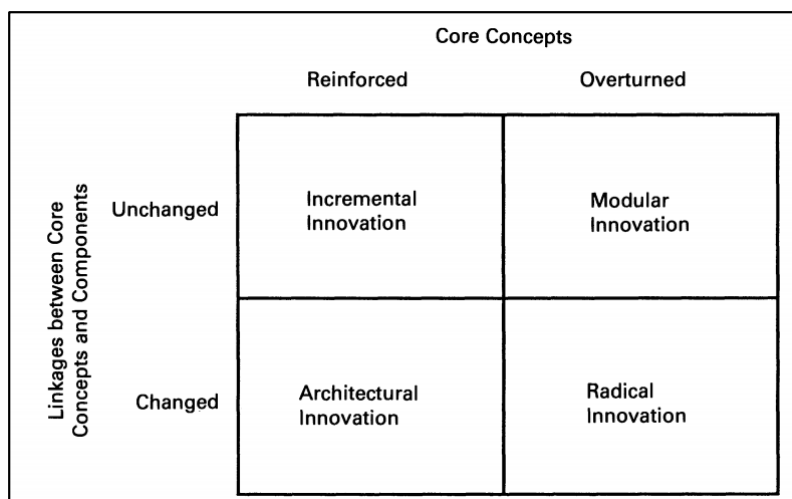 Core Concepts
Reinforced
Overturned
Linkages between Core
Concepts and Components
Unchanged
Incremental
Innovation
Modular
Innovation
Changed
Architectural
Innovation
Radical
Innovation